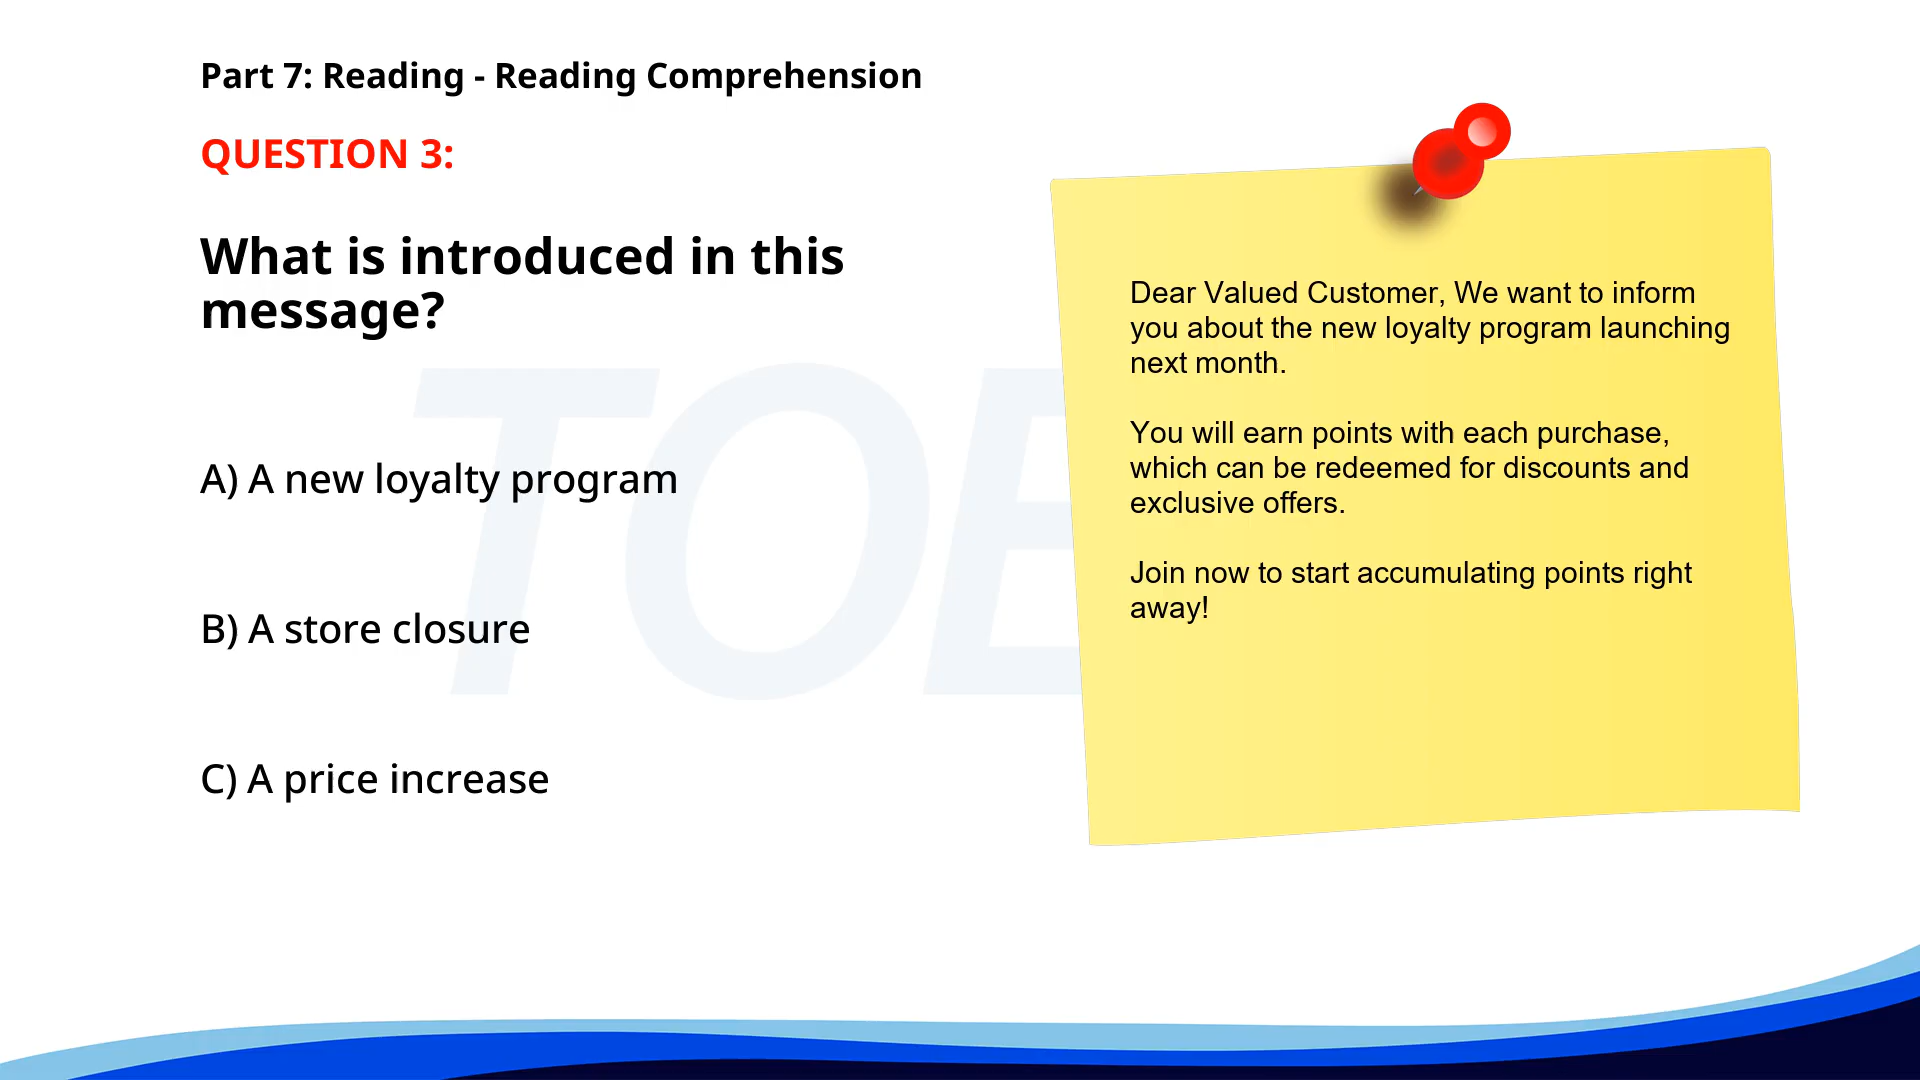 Part 7: Reading - Reading Comprehension
QUESTION 3:
What is introduced in this
message?
A) A new loyalty program
B) A store closure
C) A price increase
Dear Valued Customer, We want to inform
you about the new loyalty program launching
next month.
You will earn points with each purchase,
which can be redeemed for discounts and
exclusive offers.
Join now to start accumulating points right
away!